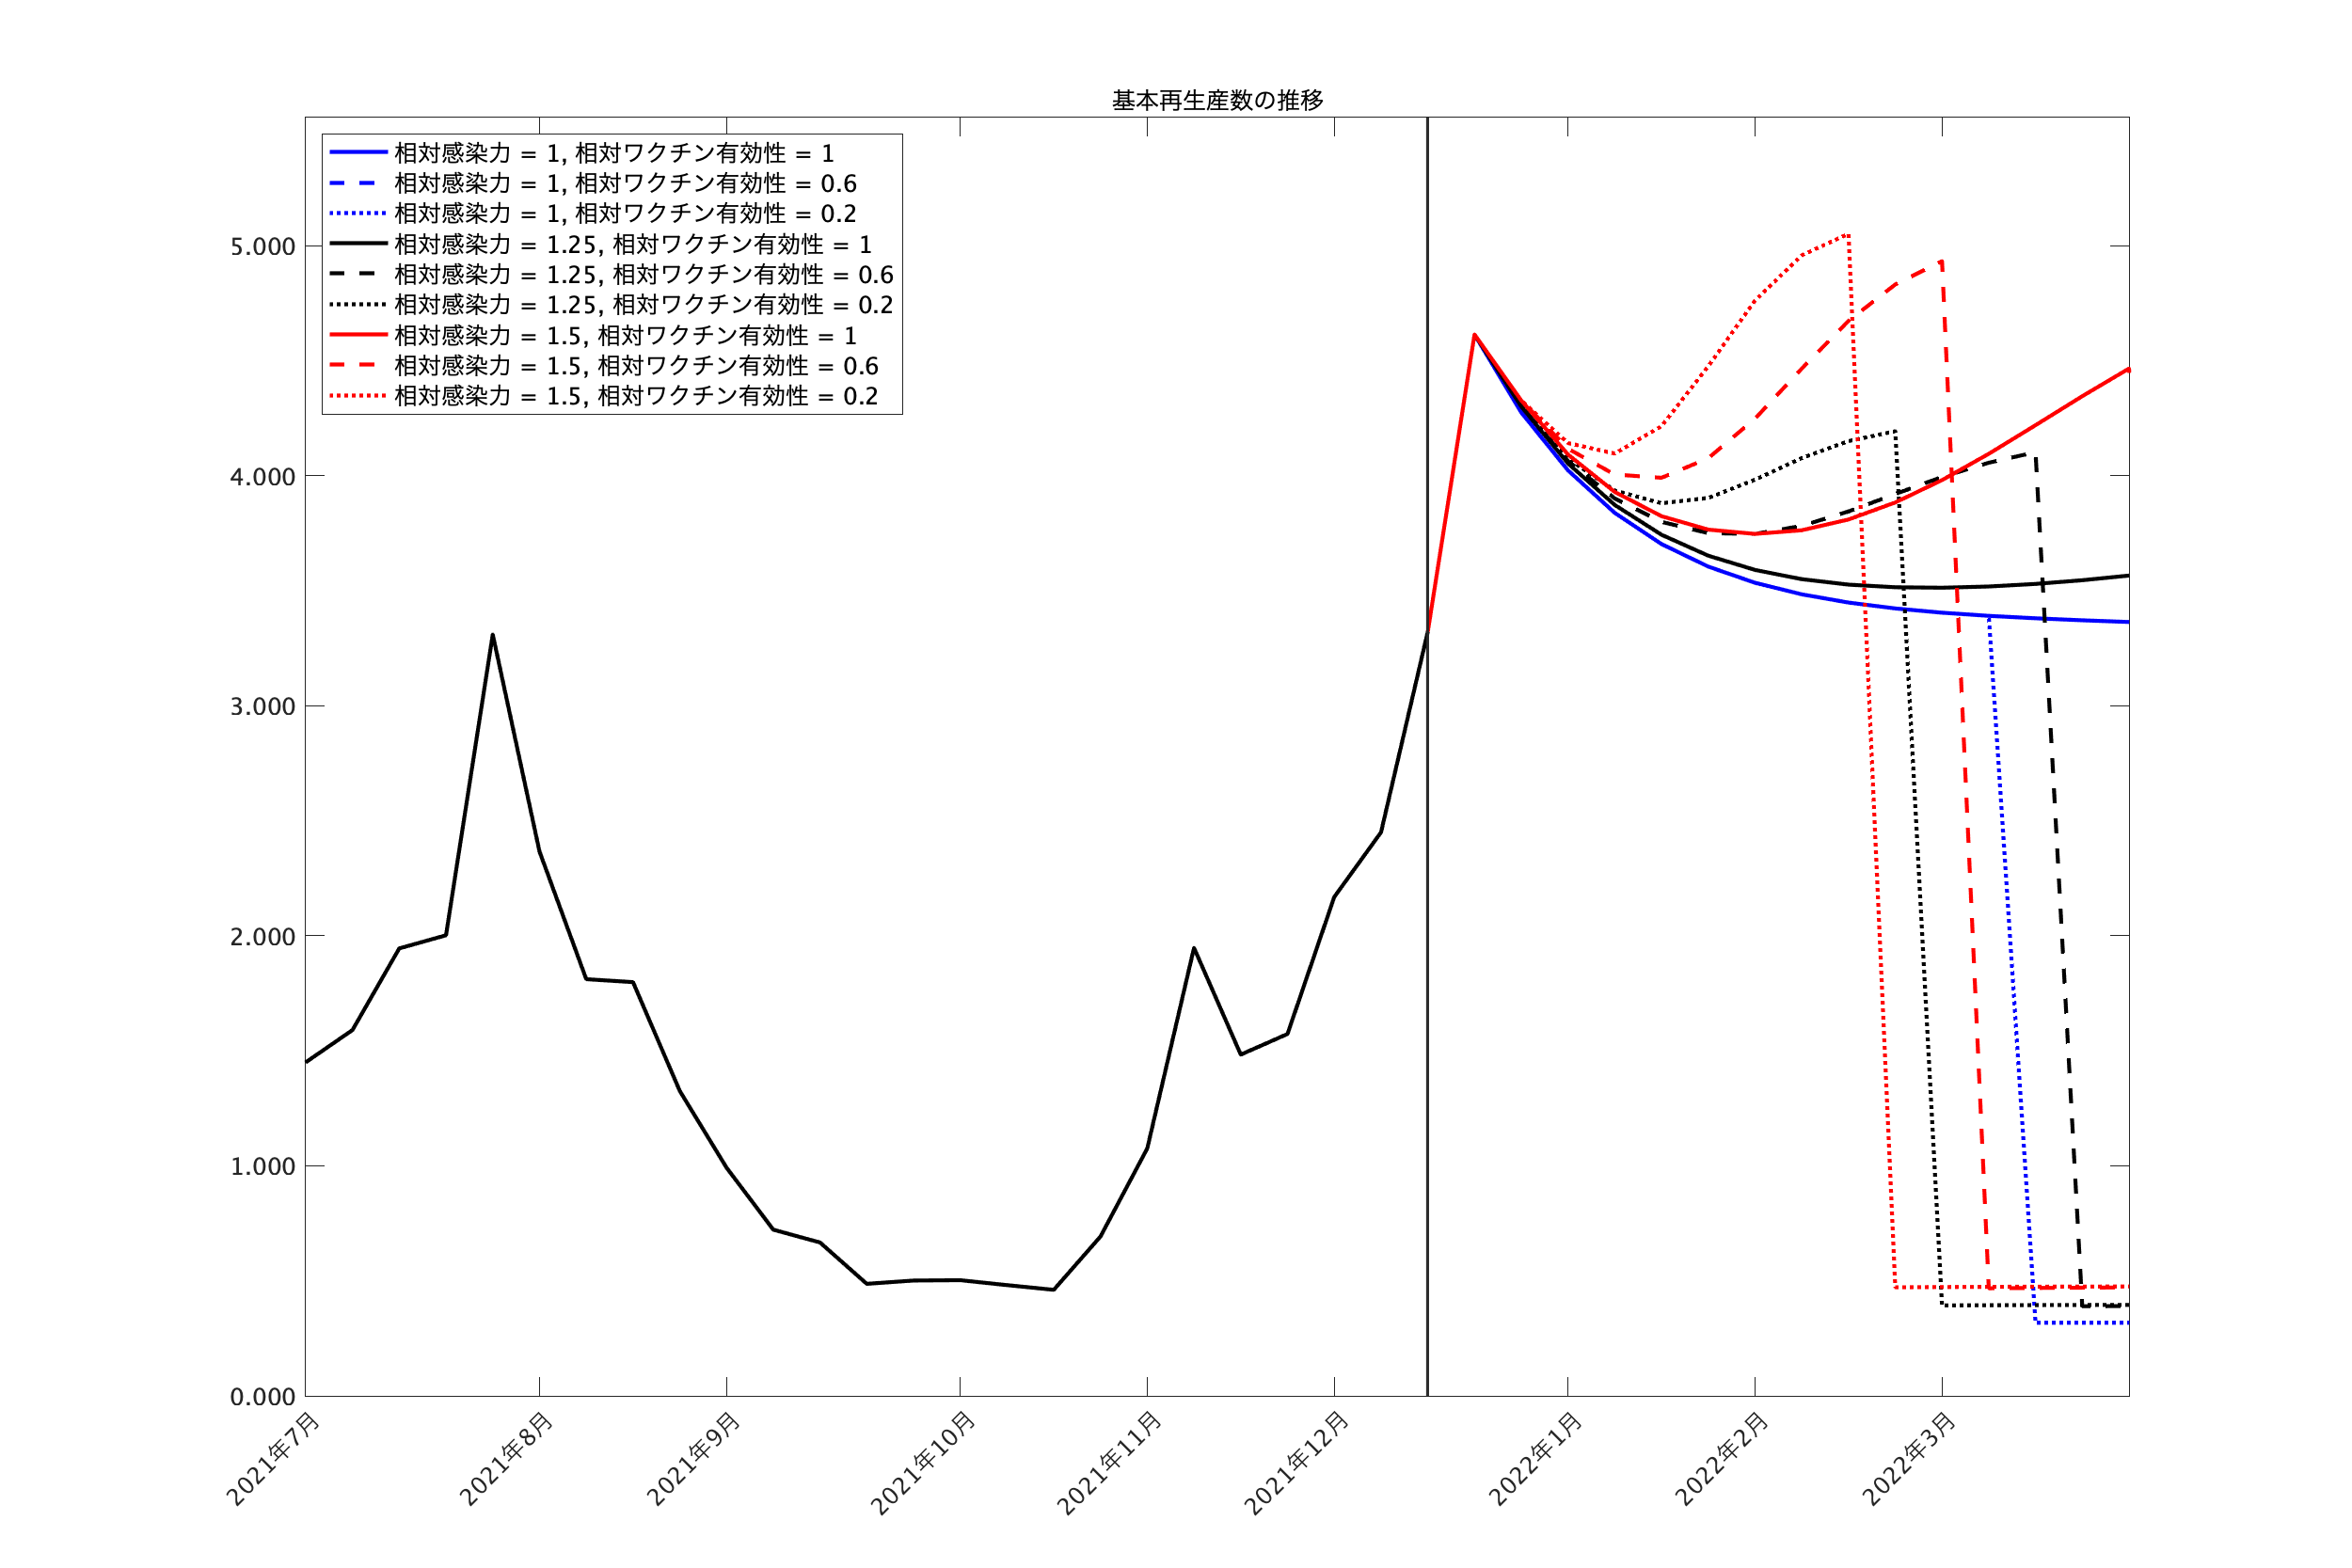 基本再生産数の推移
相対感染力 = 1, 相対ワクチン有効性 = 1
相対感染力 = 1, 相対ワクチン有効性 = 0.6
相対感染力 = 1, 相対ワクチン有効性 = 0.2
相対感染力 = 1.25, 相対ワクチン有効性 = 1
相対感染力 = 1.25, 相対ワクチン有効性 = 0.6
相対感染力 = 1.25, 相対ワクチン有効性 = 0.2
相対感染力 = 1.5, 相対ワクチン有効性 = 1
相対感染力 = 1.5, 相対ワクチン有効性 = 0.6
相対感染力 = 1.5, 相対ワクチン有効性 = 0.2
5.000
4.000
3.000
2.000
1.000
0.000
2021年7月
2021年8月
2021年9月
2021年10月
2021年11月
2021年12月
2022年1月
2022年2月
2022年3月